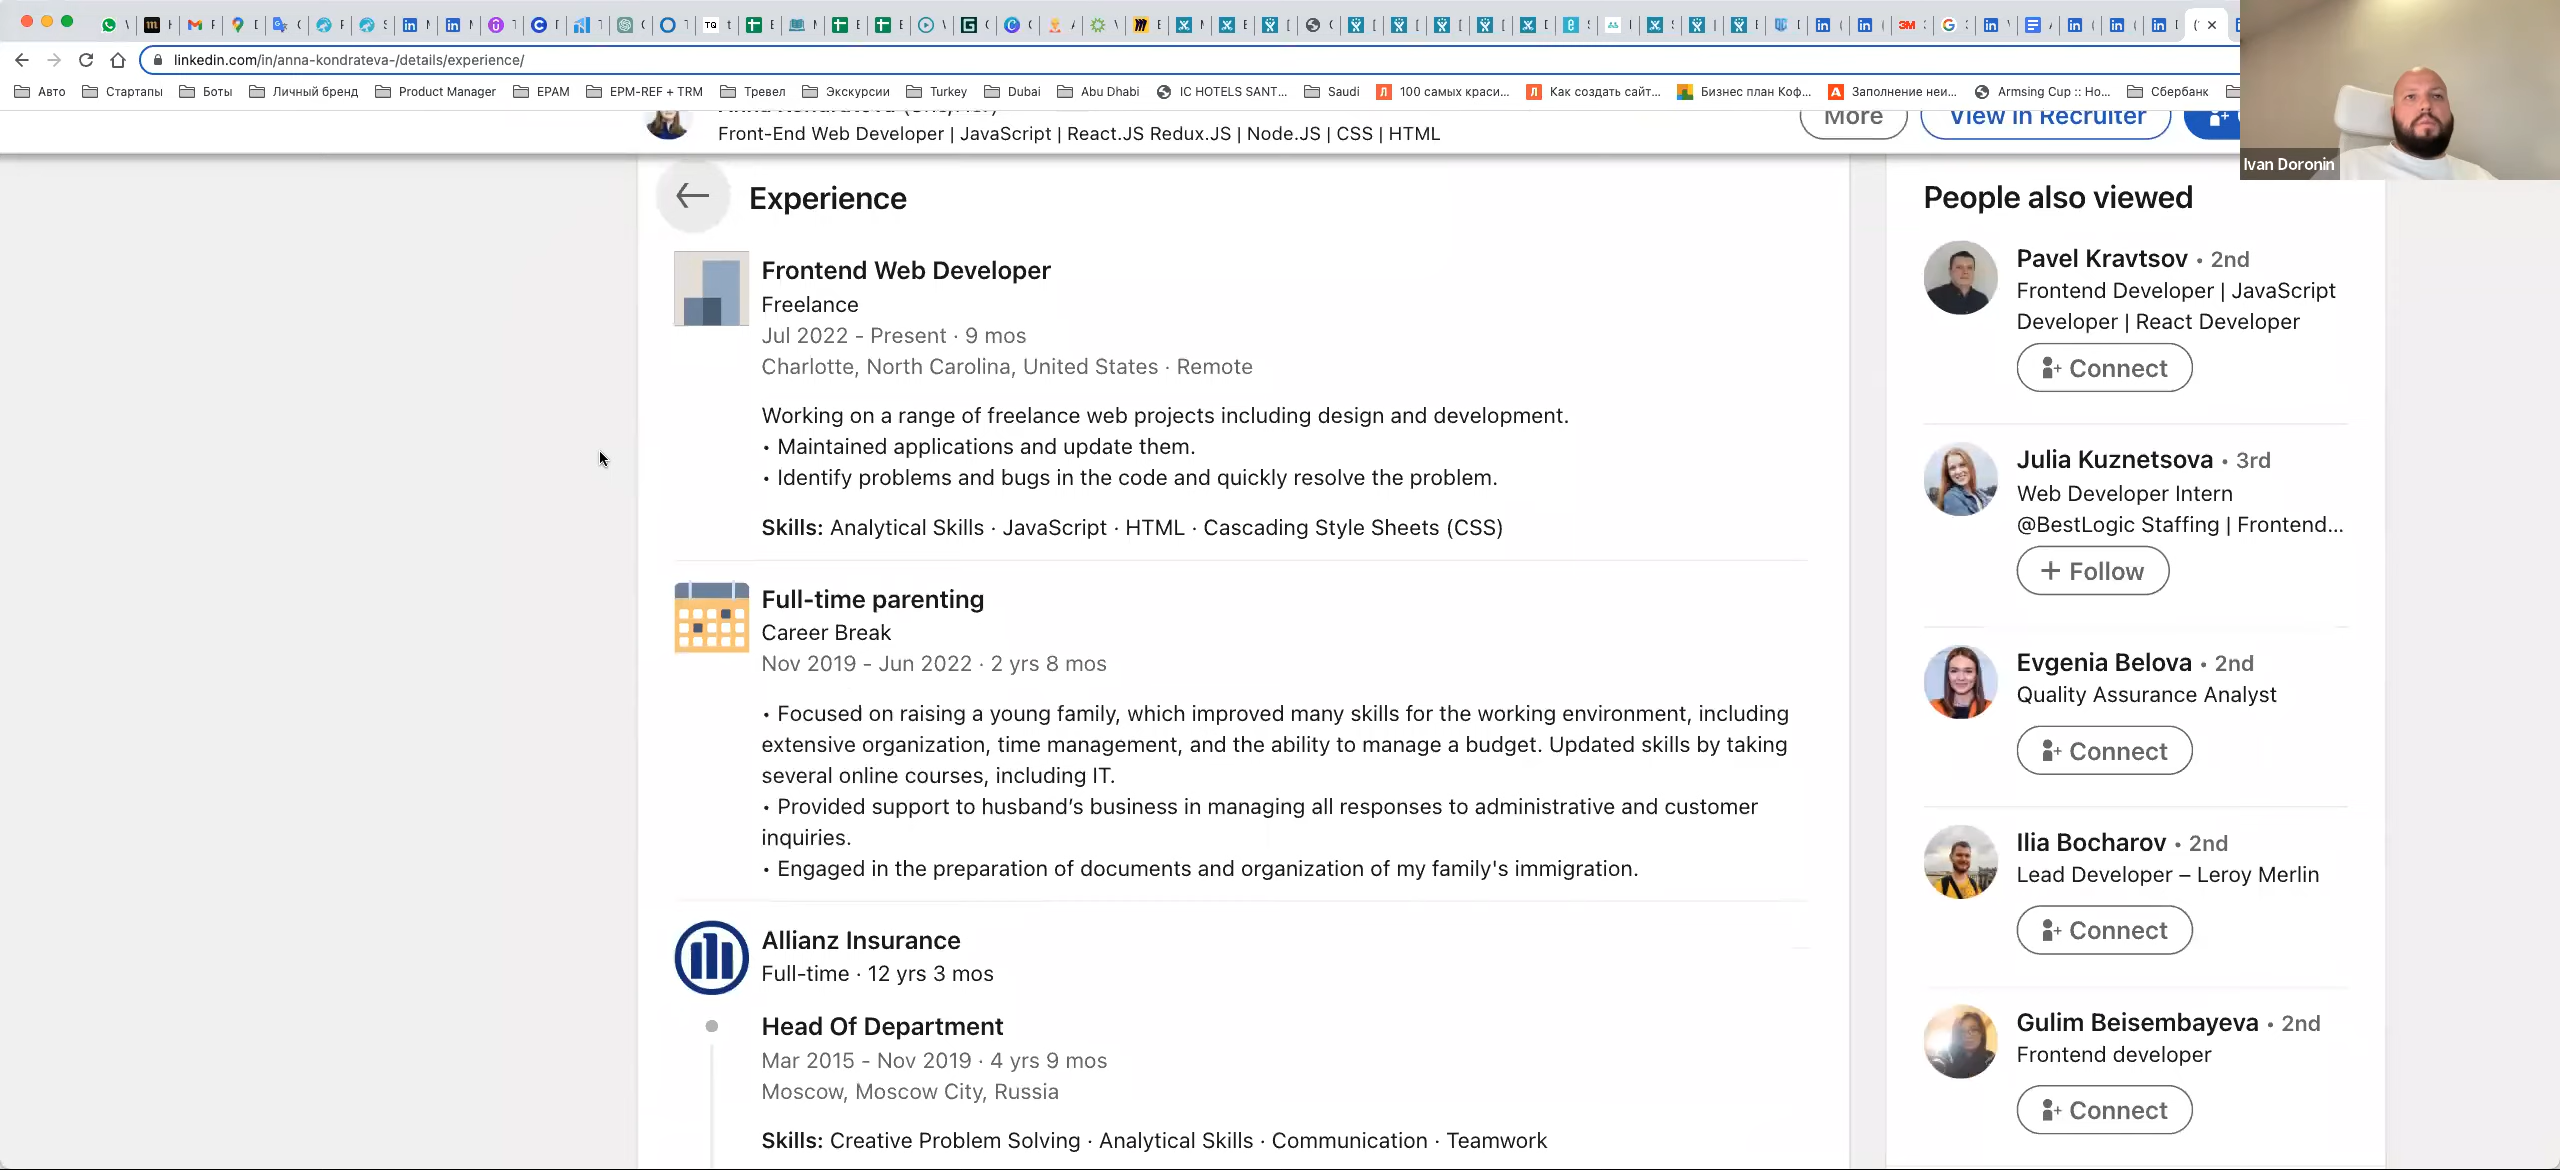 linkedin.com/in/anna-kondrateva-/details/experience/
Авто Стартапы Боты Личный бренд Product Manager EPAM EPM-REF + TRM Тревел Экскурсии Turkey Dubai Abu Dhabi IC HOTELS SANT... Saudi 100 самых краси... Как создать сайт... Бизнес план Коф... Заполнение неи... Armsing Cup :: Ho... Сбербанк
Front-End Web Developer | JavaScript | React.JS Redux.JS | Node.JS | CSS | HTML
More
View in Recruiter
Ivan Doronin
Experience
Frontend Web Developer
Freelance
Jul 2022 - Present · 9 mos
Charlotte, North Carolina, United States · Remote
Working on a range of freelance web projects including design and development.
• Maintained applications and update them.
• Identify problems and bugs in the code and quickly resolve the problem.
Skills: Analytical Skills · JavaScript · HTML · Cascading Style Sheets (CSS)
Full-time parenting
Career Break
Nov 2019 - Jun 2022 · 2 yrs 8 mos
• Focused on raising a young family, which improved many skills for the working environment, including
extensive organization, time management, and the ability to manage a budget. Updated skills by taking
several online courses, including IT.
• Provided support to husband’s business in managing all responses to administrative and customer
inquiries.
• Engaged in the preparation of documents and organization of my family's immigration.
Allianz Insurance
Full-time · 12 yrs 3 mos
Head Of Department
Mar 2015 - Nov 2019 · 4 yrs 9 mos
Moscow, Moscow City, Russia
Skills: Creative Problem Solving · Analytical Skills · Communication · Teamwork
People also viewed
Pavel Kravtsov • 2nd
Frontend Developer | JavaScript
Developer | React Developer
Connect
Julia Kuznetsova • 3rd
Web Developer Intern
@BestLogic Staffing | Frontend...
+ Follow
Evgenia Belova • 2nd
Quality Assurance Analyst
Connect
Ilia Bocharov • 2nd
Lead Developer – Leroy Merlin
Connect
Gulim Beisembayeva • 2nd
Frontend developer
Connect